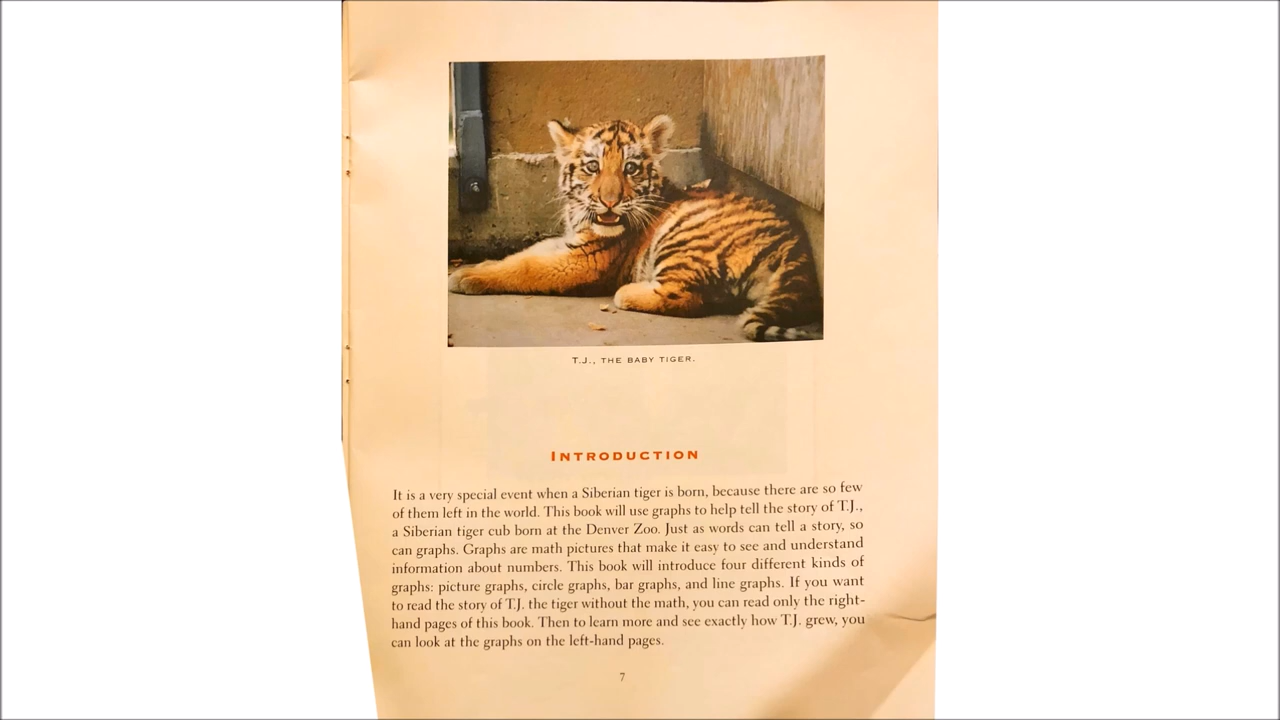 T.J., THE BABY TIGER.
INTRODUCTION
It is a very special event when a Siberian tiger is born, because there are so few
of them left in the world. This book will use graphs to help tell the story of T.J.,
a Siberian tiger cub born at the Denver Zoo. Just as words can tell a story, so
can graphs. Graphs are math pictures that make it easy to see and understand
information about numbers. This book will introduce four different kinds of
graphs: picture graphs, circle graphs, bar graphs, and line graphs. If you want
to read the story of T.J. the tiger without the math, you can read only the right-
hand pages of this book. Then to learn more and see exactly how T.J. grew, you
can look at the graphs on the left-hand pages.
7